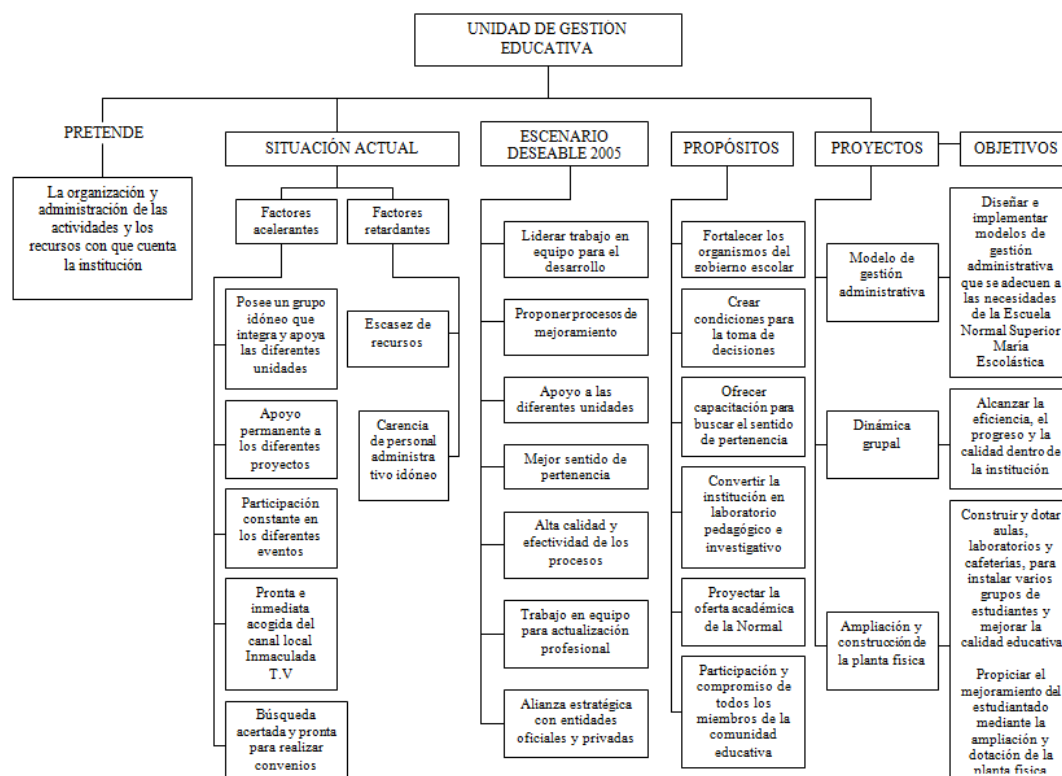 UNIDAD DE GESTIÓN
EDUCATIVA
PRETENDE
La organización y
administración de las
actividades y los
recursos con que cuenta
la institución
SITUACIÓN ACTUAL
Factores
acelerantes
Posee un grupo
idóneo que
integra y apoya
las diferentes
unidades
Apoyo
permanente a
los diferentes
proyectos
Participación
constante en
los diferentes
eventos
Pronta e
inmediata
acogida del
canal local
Inmaculada
T.V
Búsqueda
acertada y pronta
para realizar
convenios
Factores
retardantes
Escasez de
recursos
Carencia
de personal
administra
tivo idóneo
ESCENARIO
DESEABLE 2005
Liderar trabajo en
equipo para el
desarrollo
Proponer procesos de
mejoramiento
Apoyo a las
diferentes unidades
Mejor sentido de
pertenencia
Alta calidad y
efectividad de los
procesos
Trabajo en equipo
para actualización
profesional
Alianza estratégica
con entidades
oficiales y privadas
PROPÓSITOS
Fortalecer los
organismos del
gobierno escolar
Crear
condiciones para
la toma de
decisiones
Ofrecer
capacitación para
buscar el sentido
de pertenencia
Convertir la
institución en
laboratorio
pedagógico e
investigativo
Proyectar la
oferta académica
de la Normal
Participación y
compromiso de
todos los
miembros de la
comunidad
educativa
PROYECTOS
Modelo de
gestión
administrativa
Dinámica
grupal
Ampliación y
construcción de
la planta física
OBJETIVOS
Diseñar e
implementar
modelos de
gestión
administrativa
que se adecuen a
las necesidades
de la Escuela
Normal Superior
María
Escolástica
Alcanzar la
eficiencia, el
progreso y la
calidad dentro de
la institución
Construir y dotar
aulas,
laboratorios y
cafeterías, para
instalar varios
grupos de
estudiantes y
mejorar la
calidad educativa
Propiciar el
mejoramiento del
estudiantado
mediante la
ampliación y
dotación de la
planta física